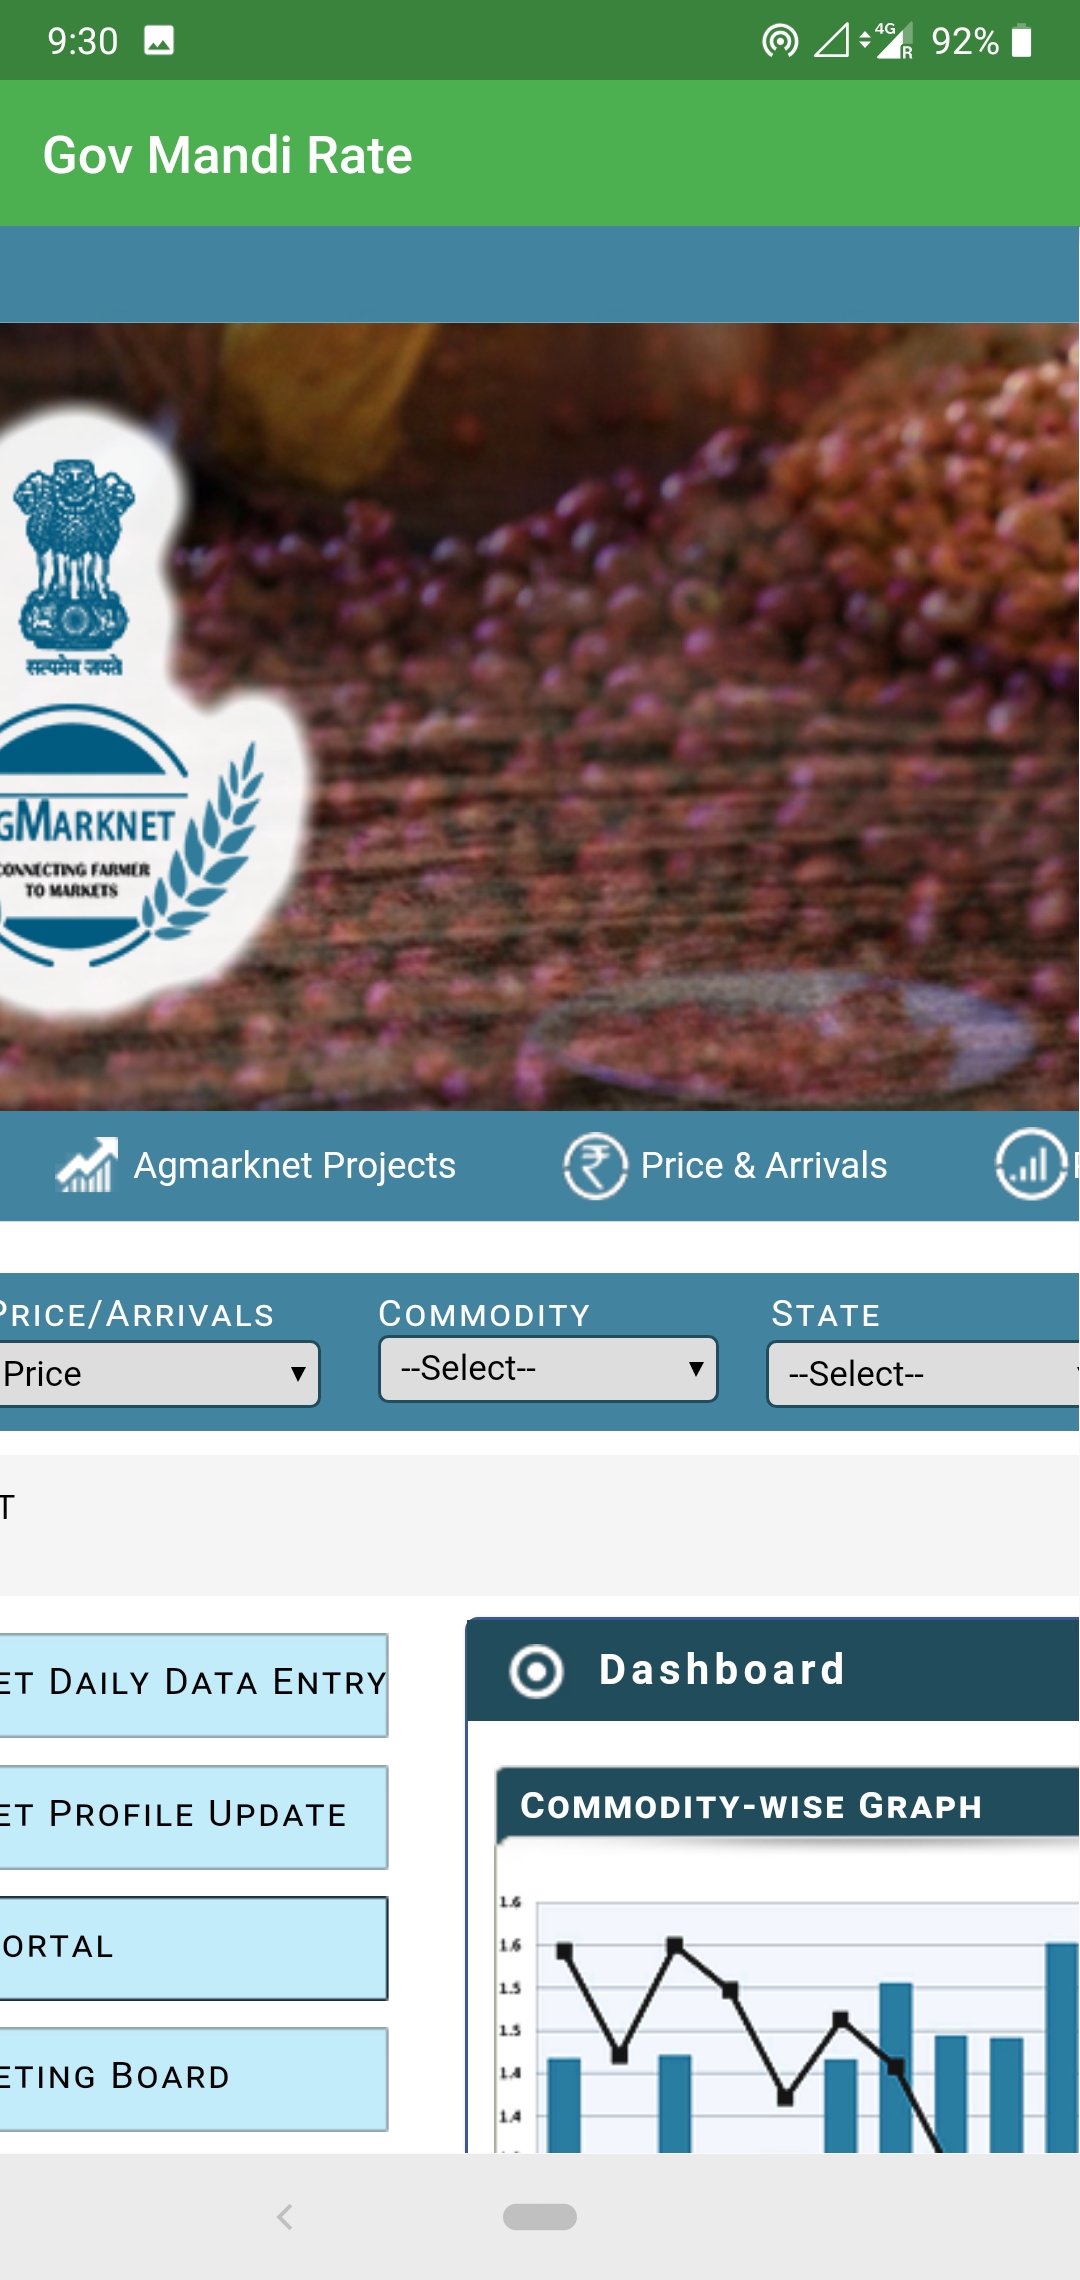 9:30
4G
R
92%
Gov Mandi Rate
सत्यमेव जयते
GMARKNET
CONNECTING FARMER
TO MARKETS
Agmarknet Projects
Price & Arrivals
PRICE/ARRIVALS
COMMODITY
STATE
Price
--Select--
--Select--
T
ET DAILY DATA ENTRY
Dashboard
ET PROFILE UPDATE
COMMODITY-WISE GRAPH
ORTAL
ETING BOARD
1.6
1.6
1.5
1.5
1.4
1.4